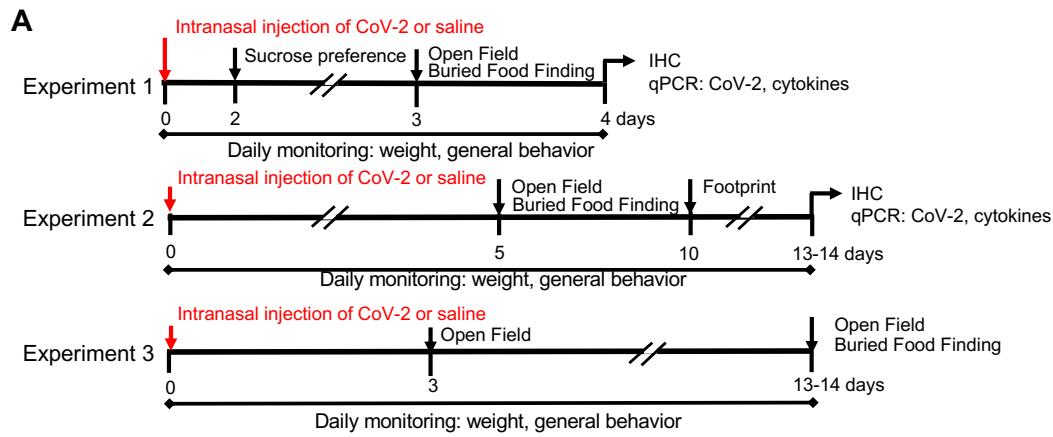 A
Intranasal injection of CoV-2 or saline
Sucrose preference
Open Field
Buried Food Finding
IHC
qPCR: CoV-2, cytokines
Experiment 1
0
2
3
4 days
Daily monitoring: weight, general behavior
Intranasal injection of CoV-2 or saline
Open Field
Buried Food Finding
Footprint
IHC
qPCR: CoV-2, cytokines
Experiment 2
0
5
10
13-14 days
Daily monitoring: weight, general behavior
Intranasal injection of CoV-2 or saline
Open Field
Open Field
Buried Food Finding
Experiment 3
0
3
13-14 days
Daily monitoring: weight, general behavior